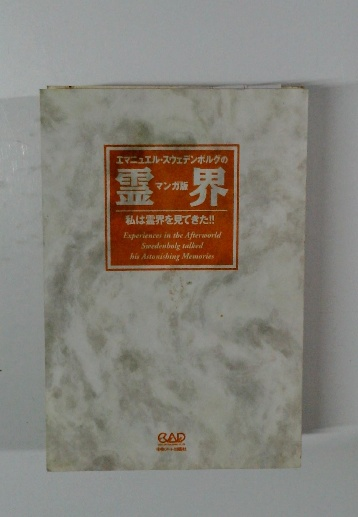 エマニュエル・スウェデンボルグの
霊 マンガ版 界
私は霊界を見てきた!!
Experiences in the Afterworld
Swedenbolg talked
his Astonishing Memories
CAD